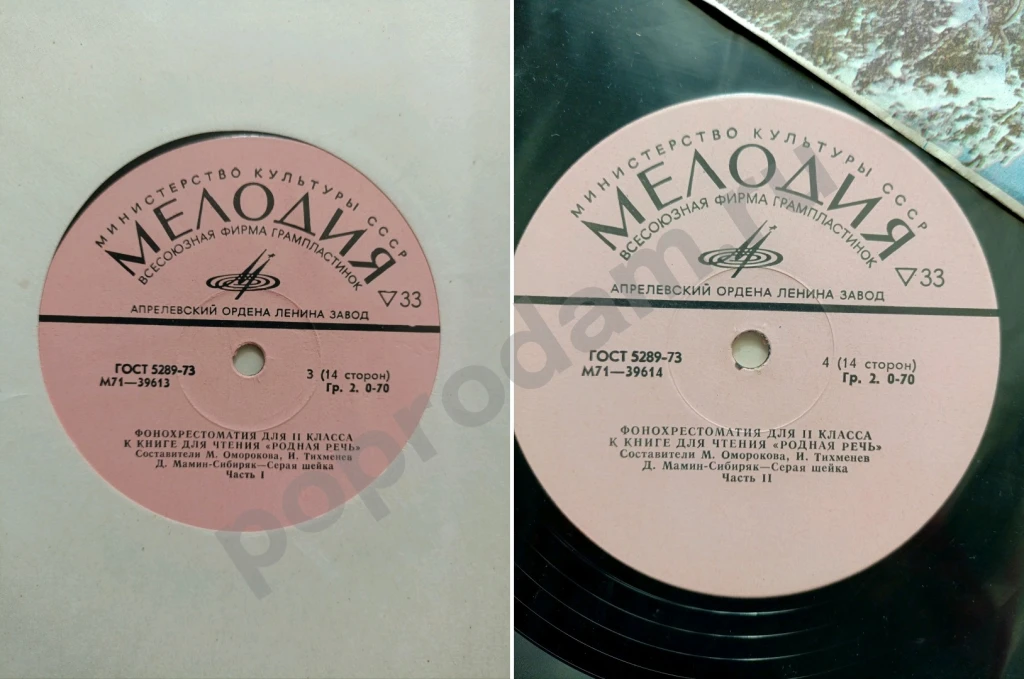 МИНИСТЕРСТВО КУЛЬТУРЫ СССР
МЕЛОДИЯ
ВСЕСОЮЗНАЯ ФИРМА ГРАМПЛАСТИНОК
▽33
АПРЕЛЕВСКИЙ ОРДЕНА ЛЕНИНА ЗАВОД
ГОСТ 5289-73
М71—39613
3 (14 сторон)
Гр. 2. 0-70
ФОНОХРЕСТОМАТИЯ ДЛЯ II КЛАССА
К КНИГЕ ДЛЯ ЧТЕНИЯ «РОДНАЯ РЕЧЬ»
Составители М. Оморокова, И. Тихменев
Д. Мамин-Сибиряк—Серая шейка
Часть I
МИНИСТЕРСТВО КУЛЬТУРЫ СССР
МЕЛОДИЯ
ВСЕСОЮЗНАЯ ФИРМА ГРАМПЛАСТИНОК
▽33
АПРЕЛЕВСКИЙ ОРДЕНА ЛЕНИНА ЗАВОД
ГОСТ 5289-73
М71—39614
4 (14 сторон)
Гр. 2. 0-70
ФОНОХРЕСТОМАТИЯ ДЛЯ II КЛАССА
К КНИГЕ ДЛЯ ЧТЕНИЯ «РОДНАЯ РЕЧЬ»
Составители М. Оморокова, И. Тихменев
Д. Мамин-Сибиряк—Серая шейка
Часть II
poprodam.ru